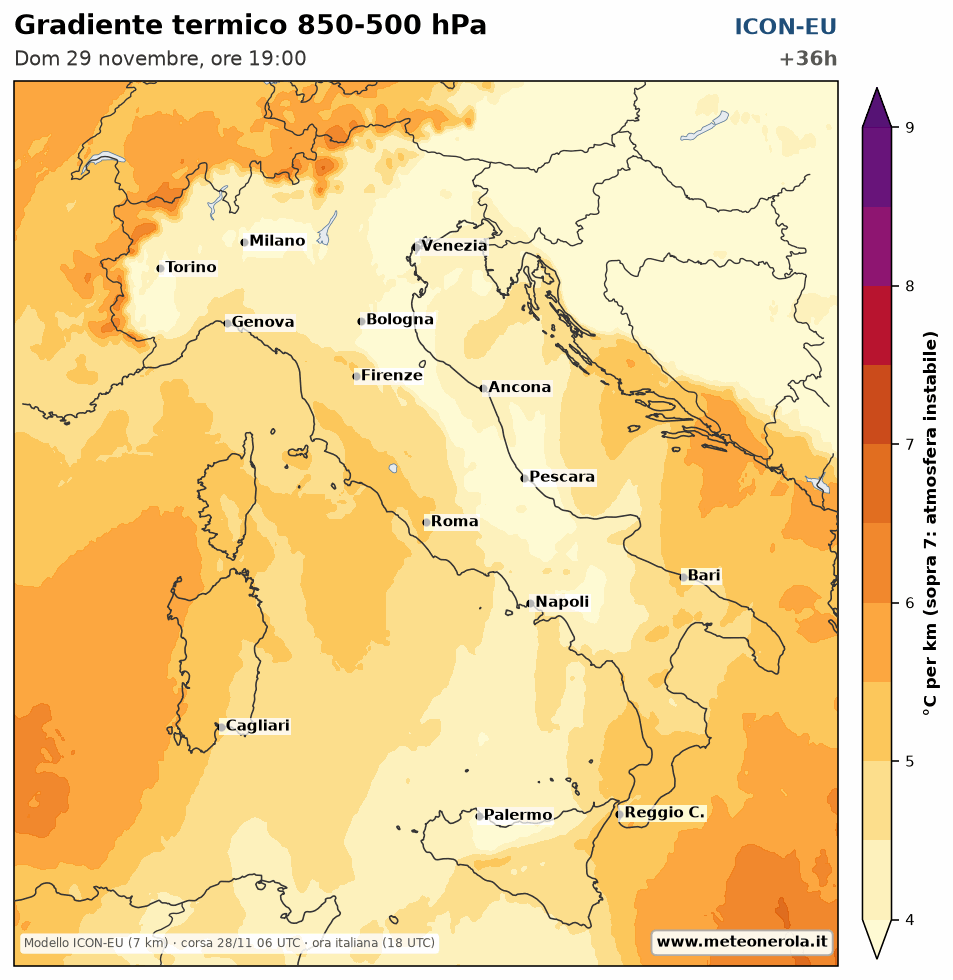 Gradiente termico 850-500 hPa
ICON-EU
Dom 29 novembre, ore 19:00
+36h
Milano
Venezia
Torino
Genova
Bologna
Firenze
Ancona
Pescara
Roma
Bari
Napoli
Cagliari
Palermo
Reggio C.
9
8
7
6
5
4
°C per km (sopra 7: atmosfera instabile)
Modello ICON-EU (7 km) · corsa 28/11 06 UTC · ora italiana (18 UTC)
www.meteonerola.it